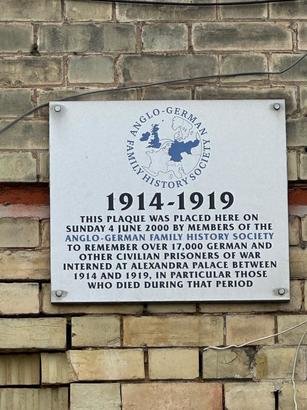 ANGLO-GERMAN
FAMILY HISTORY SOCIETY
1914-1919
THIS PLAQUE WAS PLACED HERE ON
SUNDAY 4 JUNE 2000 BY MEMBERS OF THE
ANGLO-GERMAN FAMILY HISTORY SOCIETY
TO REMEMBER OVER 17,000 GERMAN AND
OTHER CIVILIAN PRISONERS OF WAR
INTERNED AT ALEXANDRA PALACE BETWEEN
1914 AND 1919, IN PARTICULAR THOSE
WHO DIED DURING THAT PERIOD